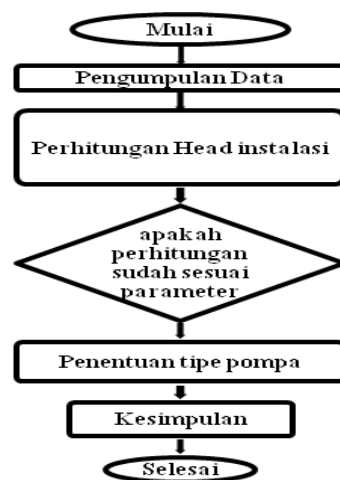 Mulai
Pengumpulan Data
Perhitungan Head instalasi
apakah
perhitungan
sudah sesuai
parameter
Penentuan tipe pompa
Kesimpulan
Selesai